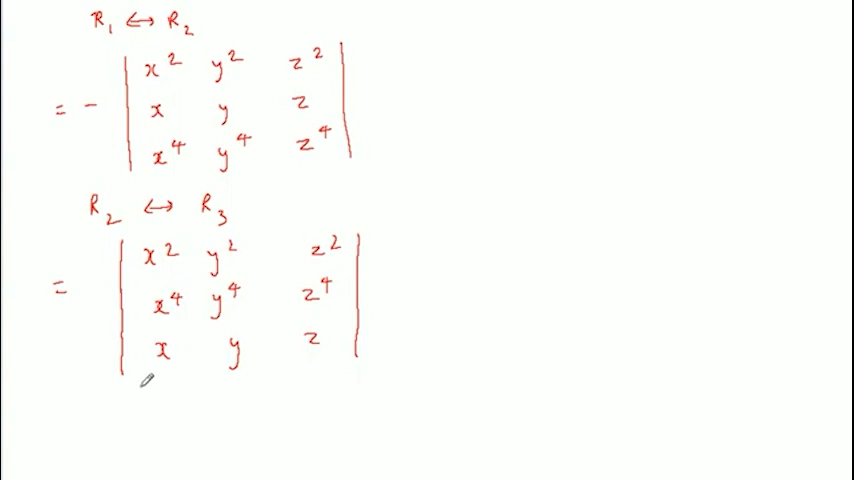 R₁ ↔ R₂
= - | x² y² z² |
| x y z |
| x⁴ y⁴ z⁴ |
R₂ ↔ R₃
= | x² y² z² |
| x⁴ y⁴ z⁴ |
| x y z |